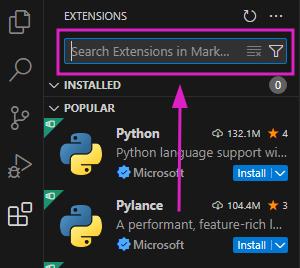 EXTENSIONS
Search Extensions in Mark...
INSTALLED 0
POPULAR
Python 132.1M 4
Python language support wi...
Microsoft Install
Pylance 104.4M 3
A performant, feature-rich l...
Microsoft Install